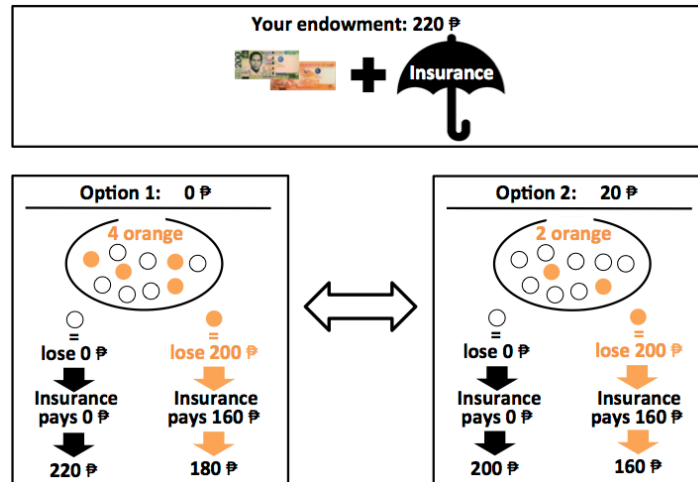 Your endowment: 220 ₱
200
Insurance
Option 1: 0 ₱
4 orange
=
lose 0 ₱
Insurance
pays 0 ₱
220 ₱
=
lose 200 ₱
Insurance
pays 160 ₱
180 ₱
Option 2: 20 ₱
2 orange
=
lose 0 ₱
Insurance
pays 0 ₱
200 ₱
=
lose 200 ₱
Insurance
pays 160 ₱
160 ₱